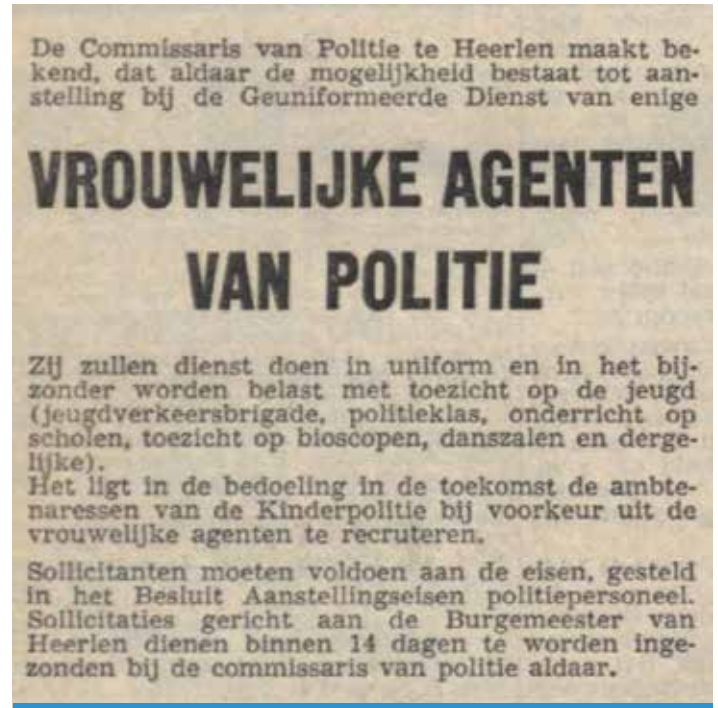 De Commissaris van Politie te Heerlen maakt be-
kend, dat aldaar de mogelijkheid bestaat tot aan-
stelling bij de Geuniformeerde Dienst van enige
VROUWELIJKE AGENTEN
VAN POLITIE
Zij zullen dienst doen in uniform en in het bij-
zonder worden belast met toezicht op de jeugd
(jeugdverkeersbrigade, politieklas, onderricht op
scholen, toezicht op bioscopen, danszalen en derge-
lijke).
Het ligt in de bedoeling in de toekomst de ambte-
naressen van de Kinderpolitie bij voorkeur uit de
vrouwelijke agenten te recruteren.
Sollicitanten moeten voldoen aan de eisen, gesteld
in het Besluit Aanstellingseisen politiepersoneel.
Sollicitaties gericht aan de Burgemeester van
Heerlen dienen binnen 14 dagen te worden inge-
zonden bij de commissaris van politie aldaar.